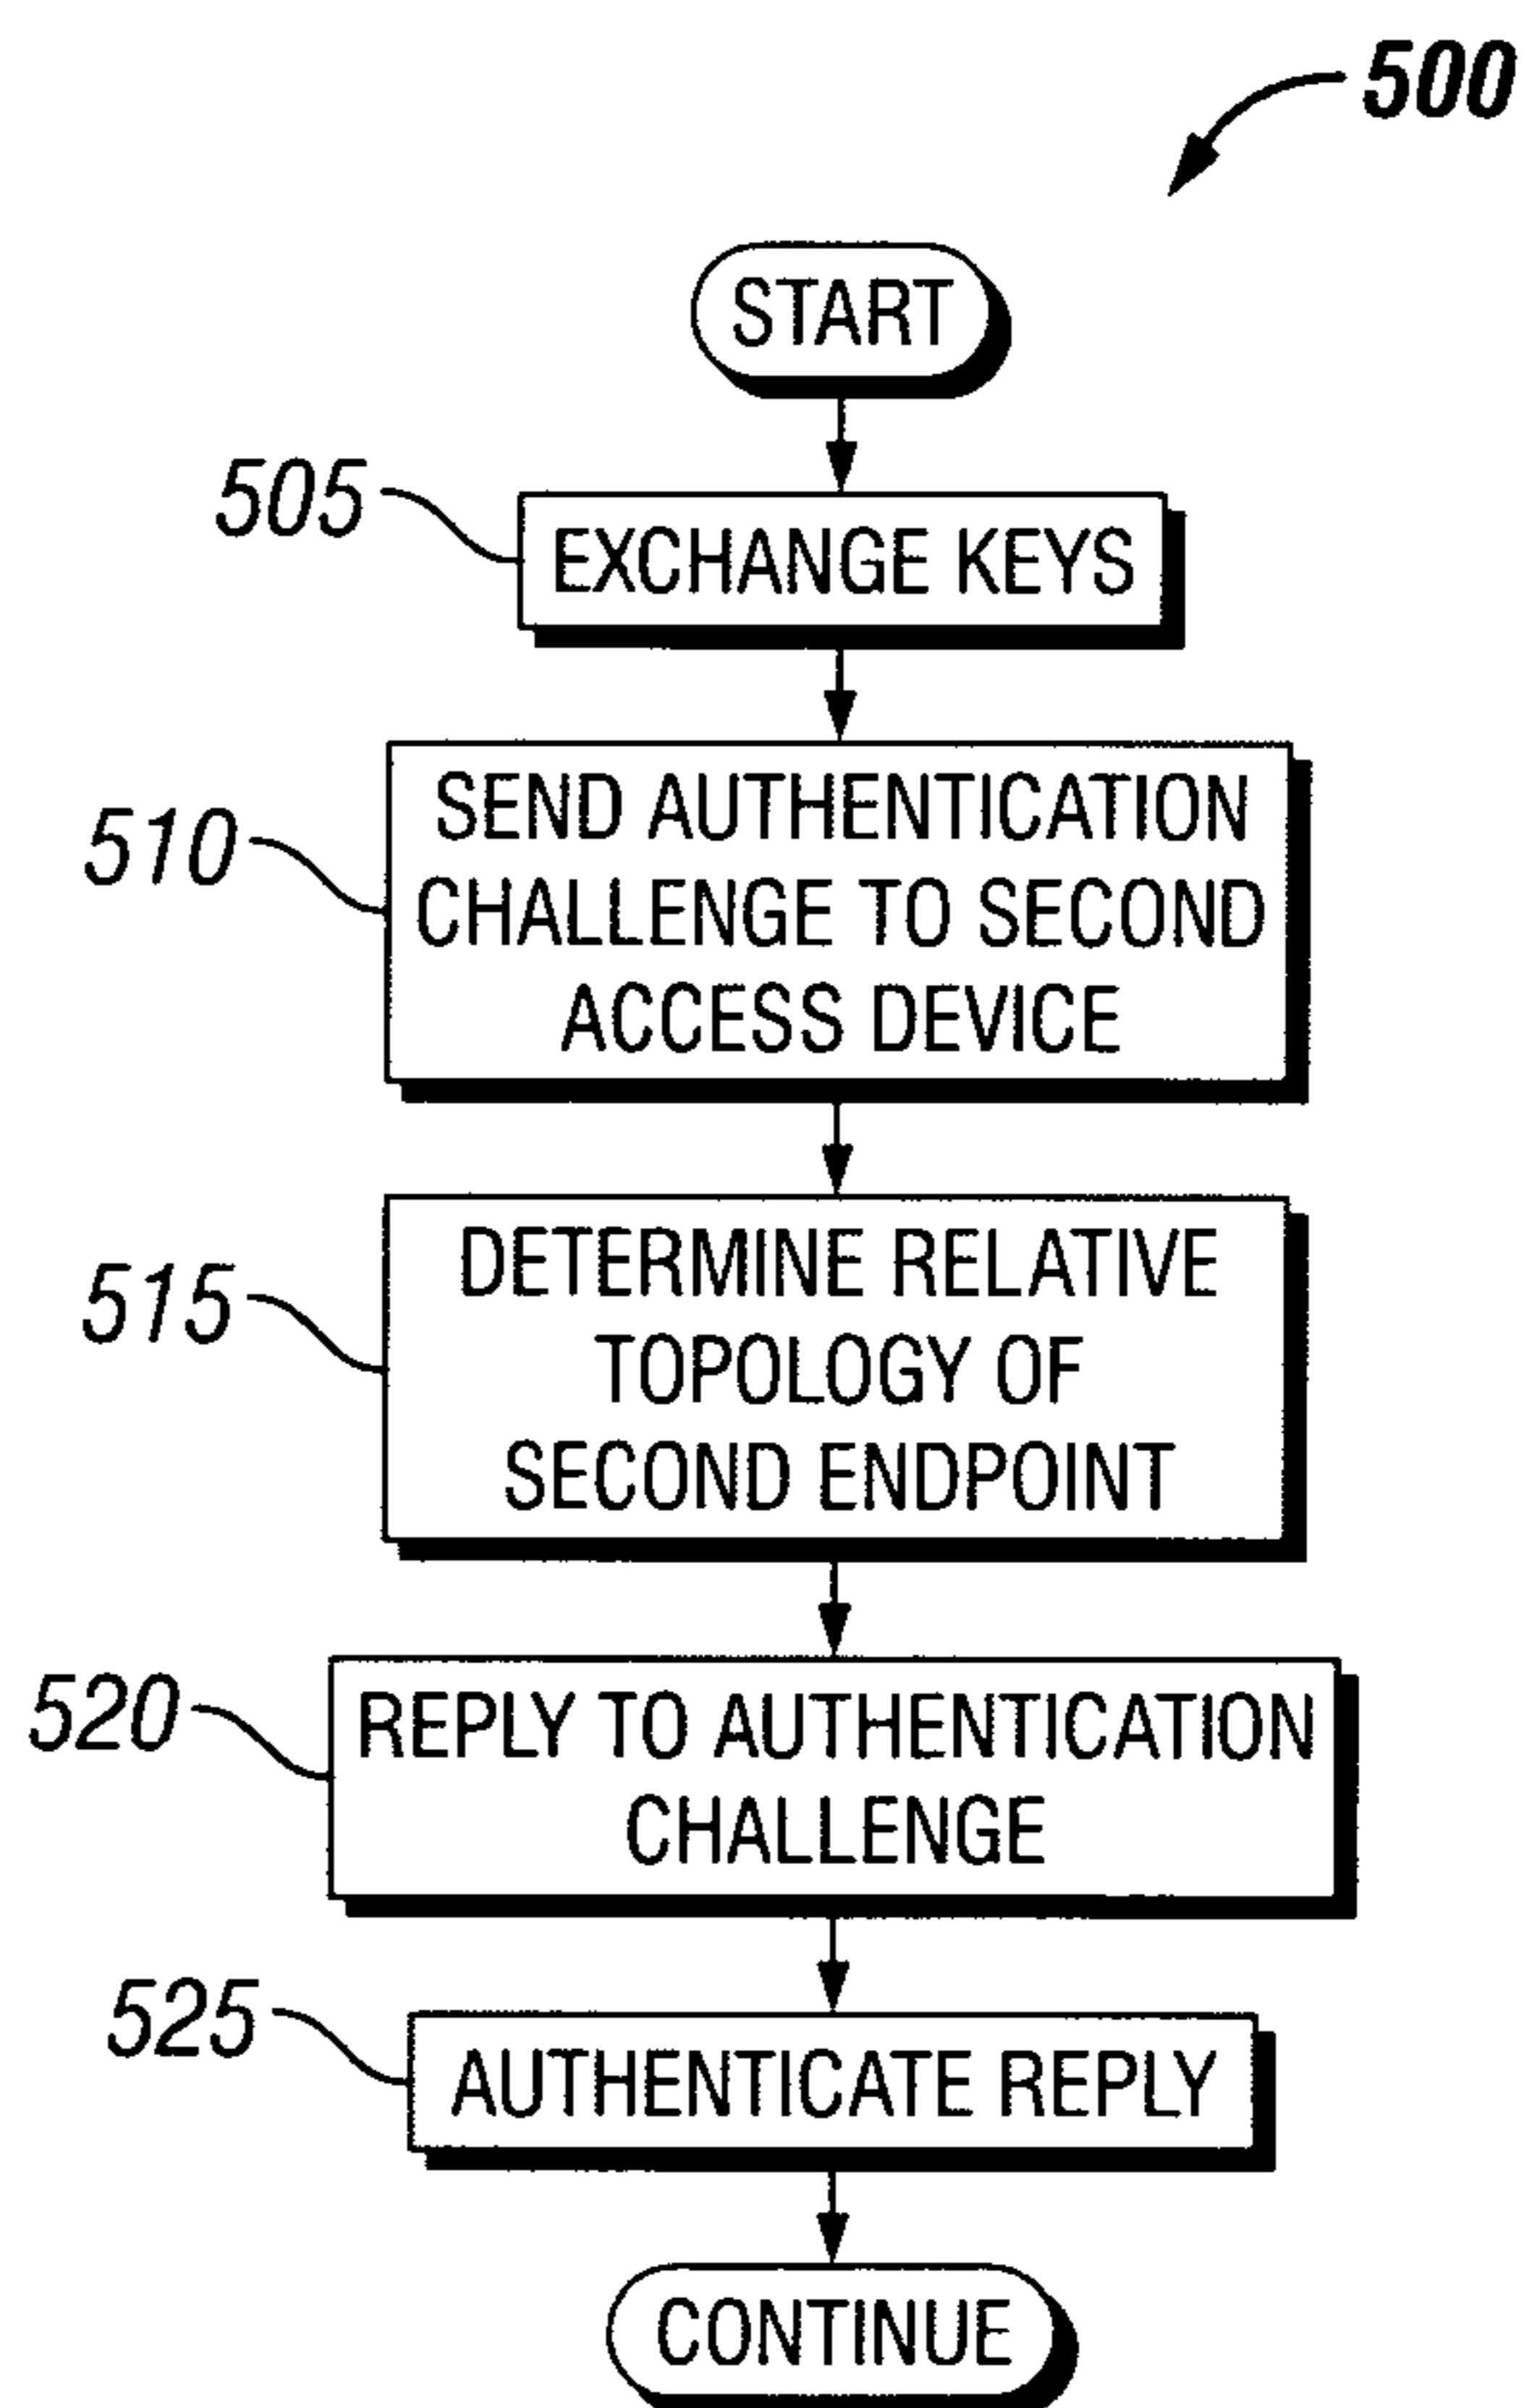 500
START
505
EXCHANGE KEYS
510
SEND AUTHENTICATION
CHALLENGE TO SECOND
ACCESS DEVICE
515
DETERMINE RELATIVE
TOPOLOGY OF
SECOND ENDPOINT
520
REPLY TO AUTHENTICATION
CHALLENGE
525
AUTHENTICATE REPLY
CONTINUE